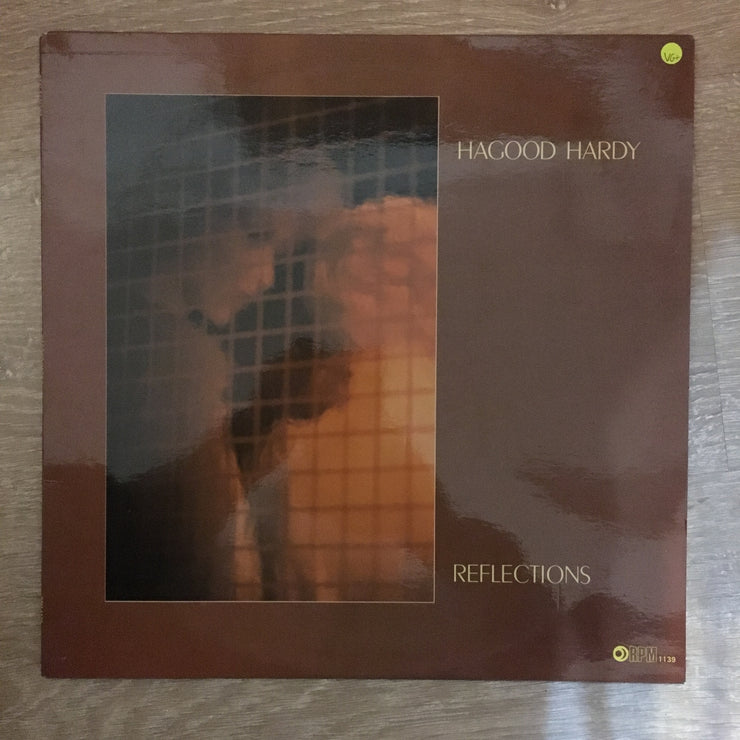 VG+
HAGOOD HARDY
REFLECTIONS
RPM 1139